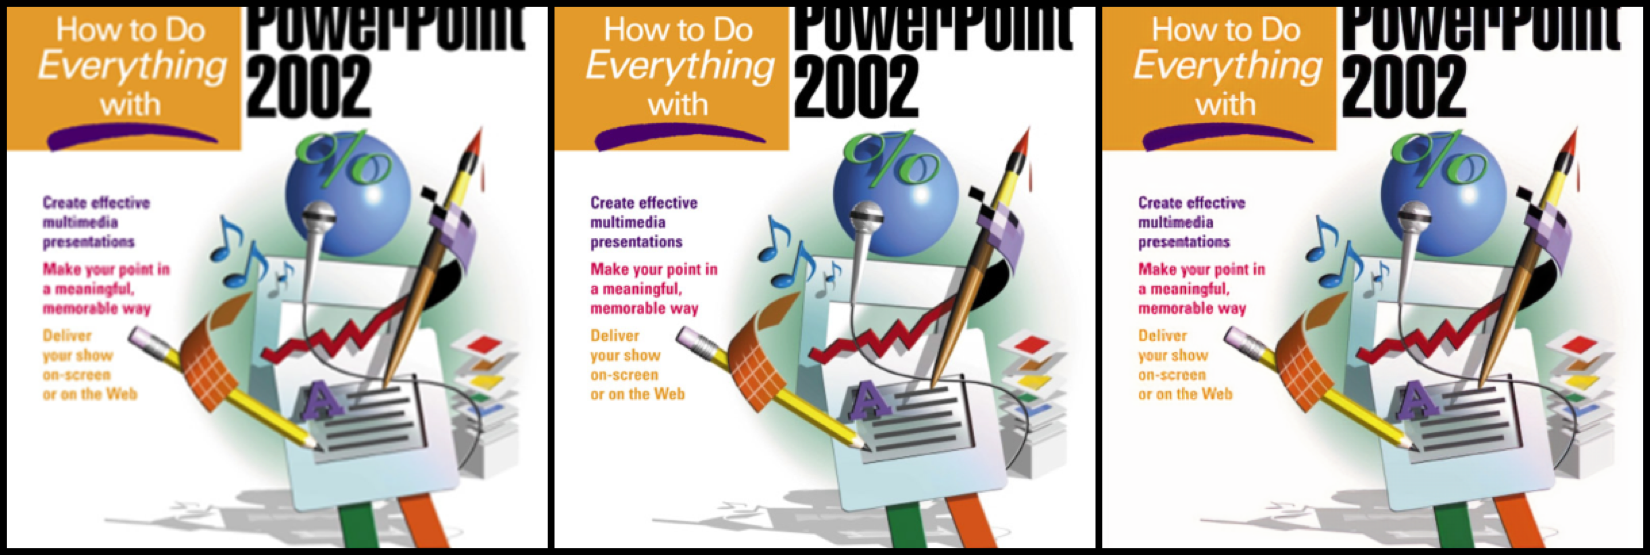 How to Do
Everything
with
PowerPoint
2002
Create effective
multimedia
presentations
Make your point in
a meaningful,
memorable way
Deliver
your show
on-screen
or on the Web
%
A
How to Do
Everything
with
PowerPoint
2002
Create effective
multimedia
presentations
Make your point in
a meaningful,
memorable way
Deliver
your show
on-screen
or on the Web
%
A
How to Do
Everything
with
PowerPoint
2002
Create effective
multimedia
presentations
Make your point in
a meaningful,
memorable way
Deliver
your show
on-screen
or on the Web
%
A